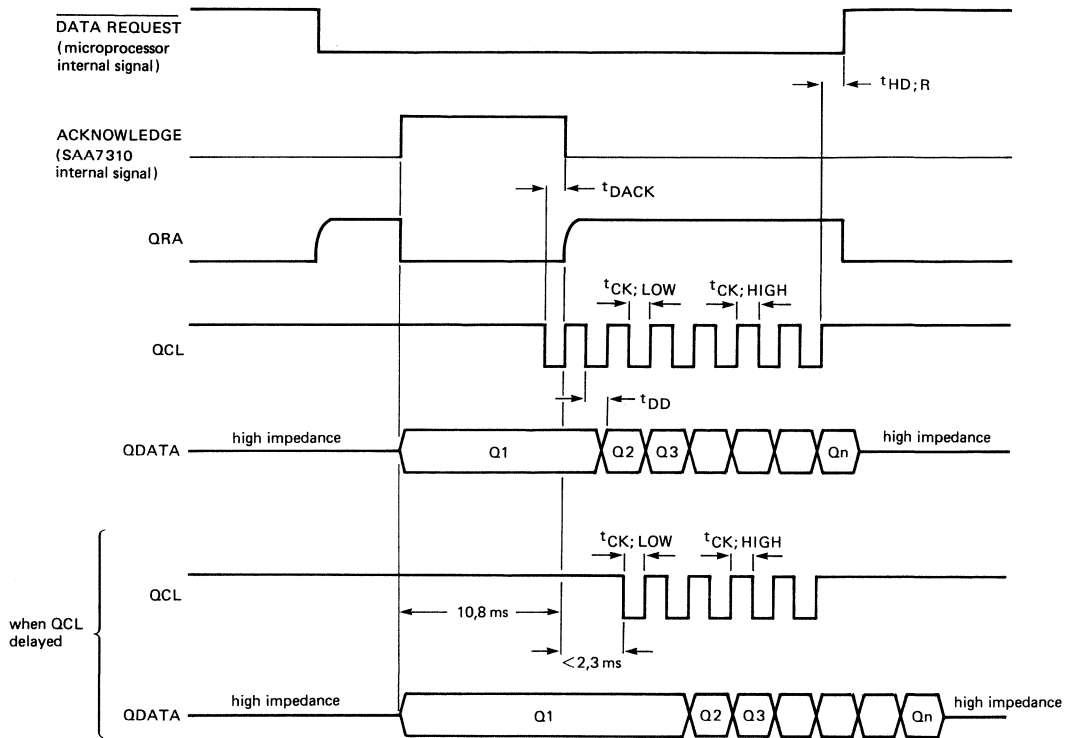 DATA REQUEST
(microprocessor
internal signal)
tHD;R
ACKNOWLEDGE
(SAA7310
internal signal)
tDACK
QRA
tCK;LOW
tCK;HIGH
QCL
tDD
QDATA
high impedance
Q1
Q2
Q3
Qn
high impedance
tCK;LOW
tCK;HIGH
QCL
10,8 ms
when QCL
delayed
<2,3 ms
QDATA
high impedance
Q1
Q2
Q3
Qn
high impedance